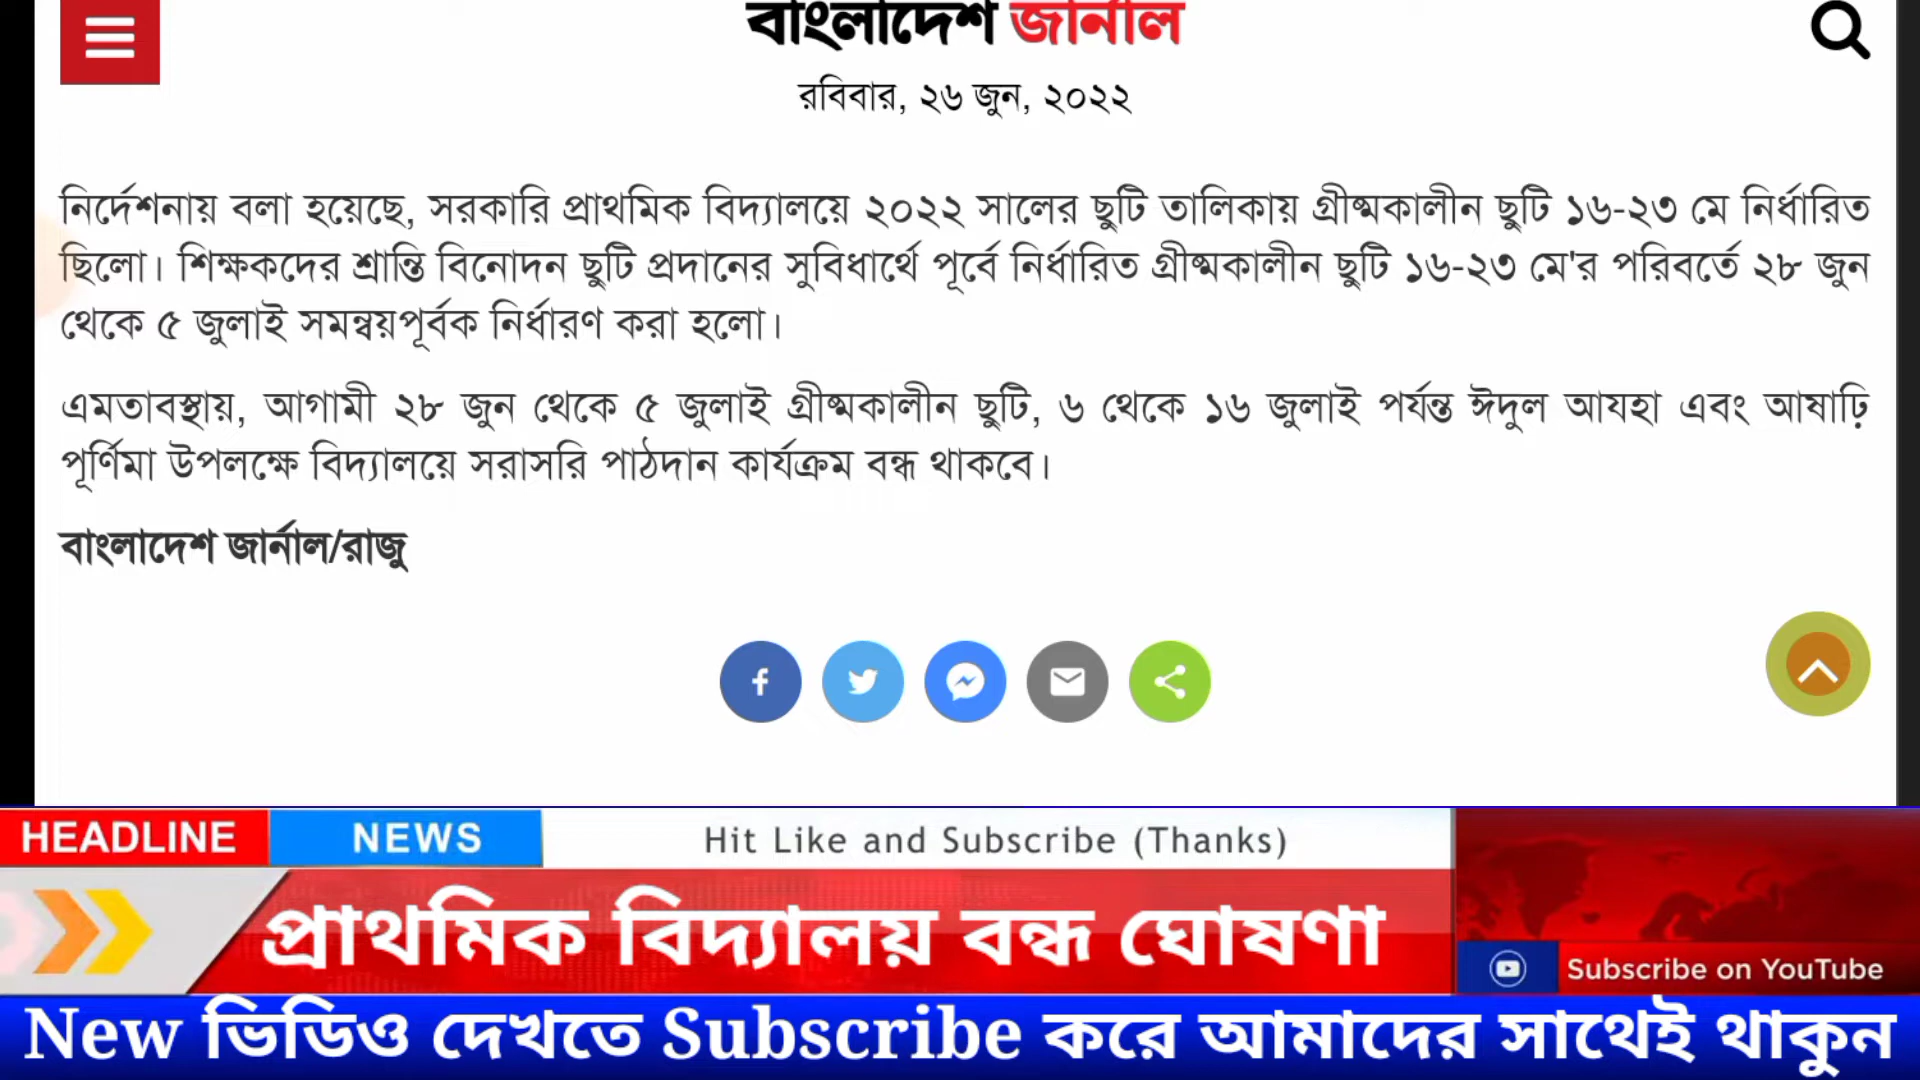 বাংলাদেশ জার্নাল
রবিবার, ২৬ জুন, ২০২২
নির্দেশনায় বলা হয়েছে, সরকারি প্রাথমিক বিদ্যালয়ে ২০২২ সালের ছুটি তালিকায় গ্রীষ্মকালীন ছুটি ১৬-২৩ মে নির্ধারিত
ছিলো। শিক্ষকদের শ্রান্তি বিনোদন ছুটি প্রদানের সুবিধার্থে পূর্বে নির্ধারিত গ্রীষ্মকালীন ছুটি ১৬-২৩ মে'র পরিবর্তে ২৮ জুন
থেকে ৫ জুলাই সমন্বয়পূর্বক নির্ধারণ করা হলো।
এমতাবস্থায়, আগামী ২৮ জুন থেকে ৫ জুলাই গ্রীষ্মকালীন ছুটি, ৬ থেকে ১৬ জুলাই পর্যন্ত ঈদুল আযহা এবং আষাঢ়ি
পূর্ণিমা উপলক্ষে বিদ্যালয়ে সরাসরি পাঠদান কার্যক্রম বন্ধ থাকবে।
বাংলাদেশ জার্নাল/রাজু
HEADLINE NEWS Hit Like and Subscribe (Thanks)
প্রাথমিক বিদ্যালয় বন্ধ ঘোষণা
Subscribe on YouTube
New ভিডিও দেখতে Subscribe করে আমাদের সাথেই থাকুন